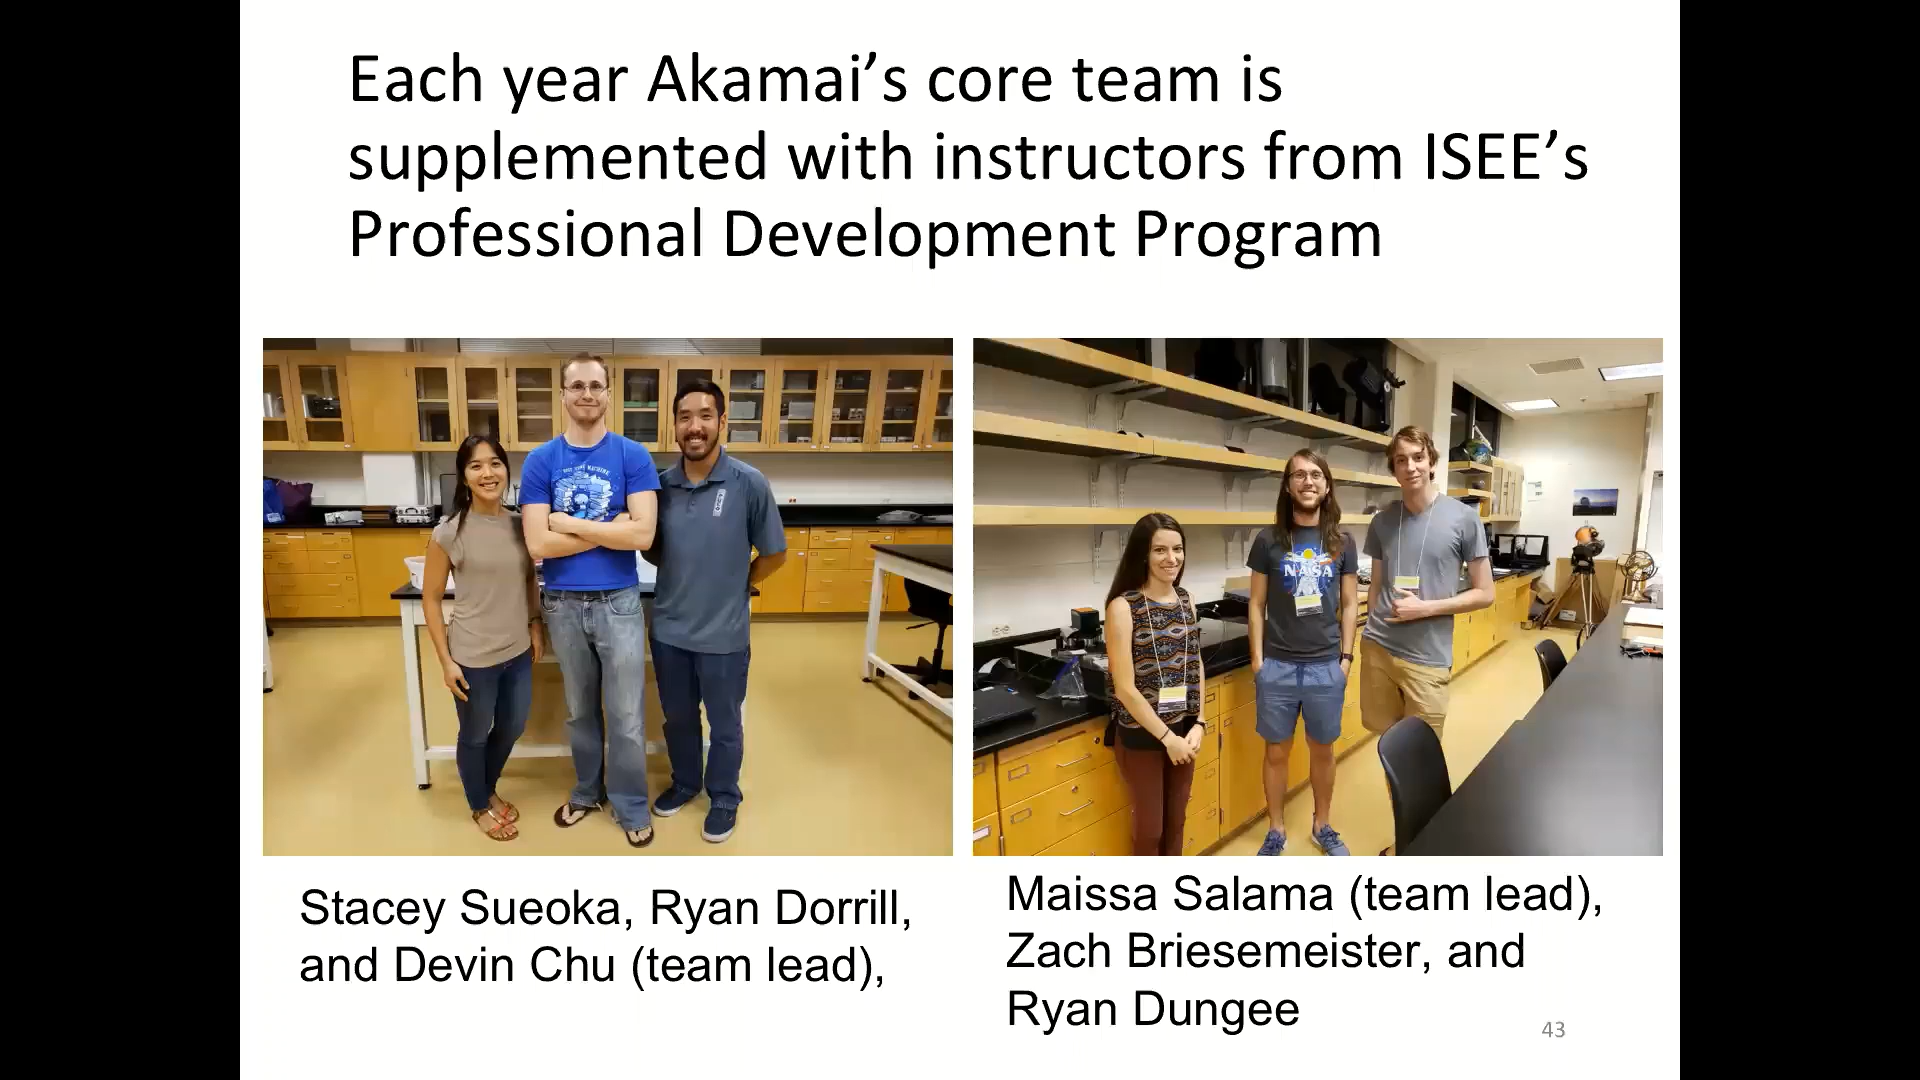 Each year Akamai’s core team is
supplemented with instructors from ISEE’s
Professional Development Program
NASA
Stacey Sueoka, Ryan Dorrill,
and Devin Chu (team lead),
Maissa Salama (team lead),
Zach Briesemeister, and
Ryan Dungee
43